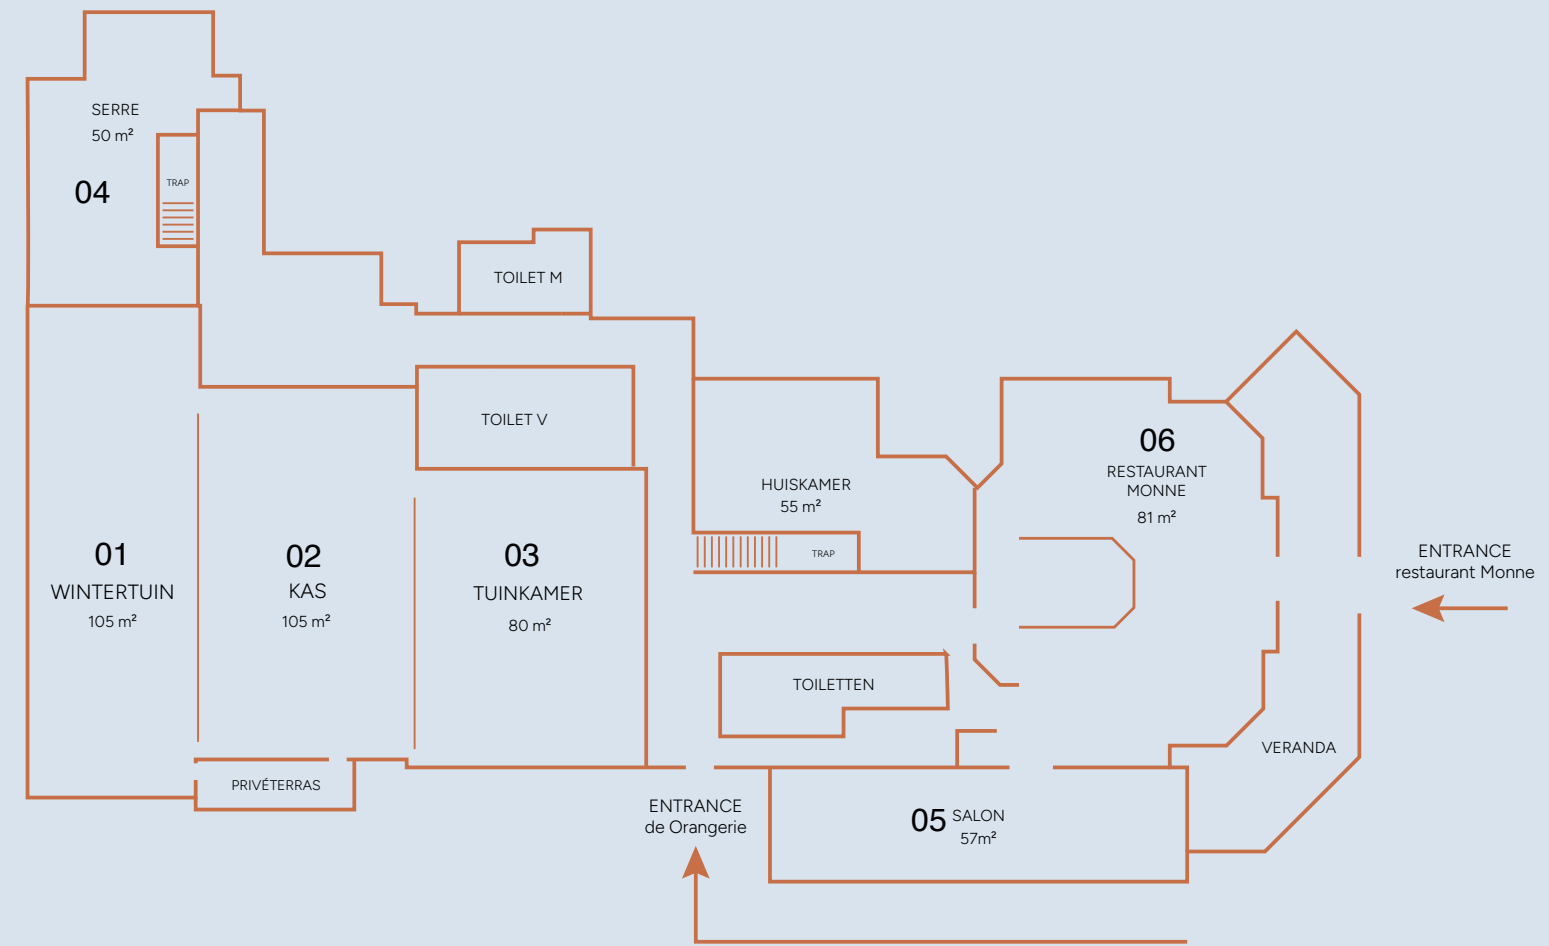 SERRE
50 m²
04
TRAP
TOILET M
TOILET V
01
WINTERTUIN
105 m²
02
KAS
105 m²
03
TUINKAMER
80 m²
PRIVÉTERRAS
HUISKAMER
55 m²
TRAP
TOILETTEN
06
RESTAURANT
MONNE
81 m²
ENTRANCE
restaurant Monne
VERANDA
ENTRANCE
de Orangerie
05 SALON
57m²